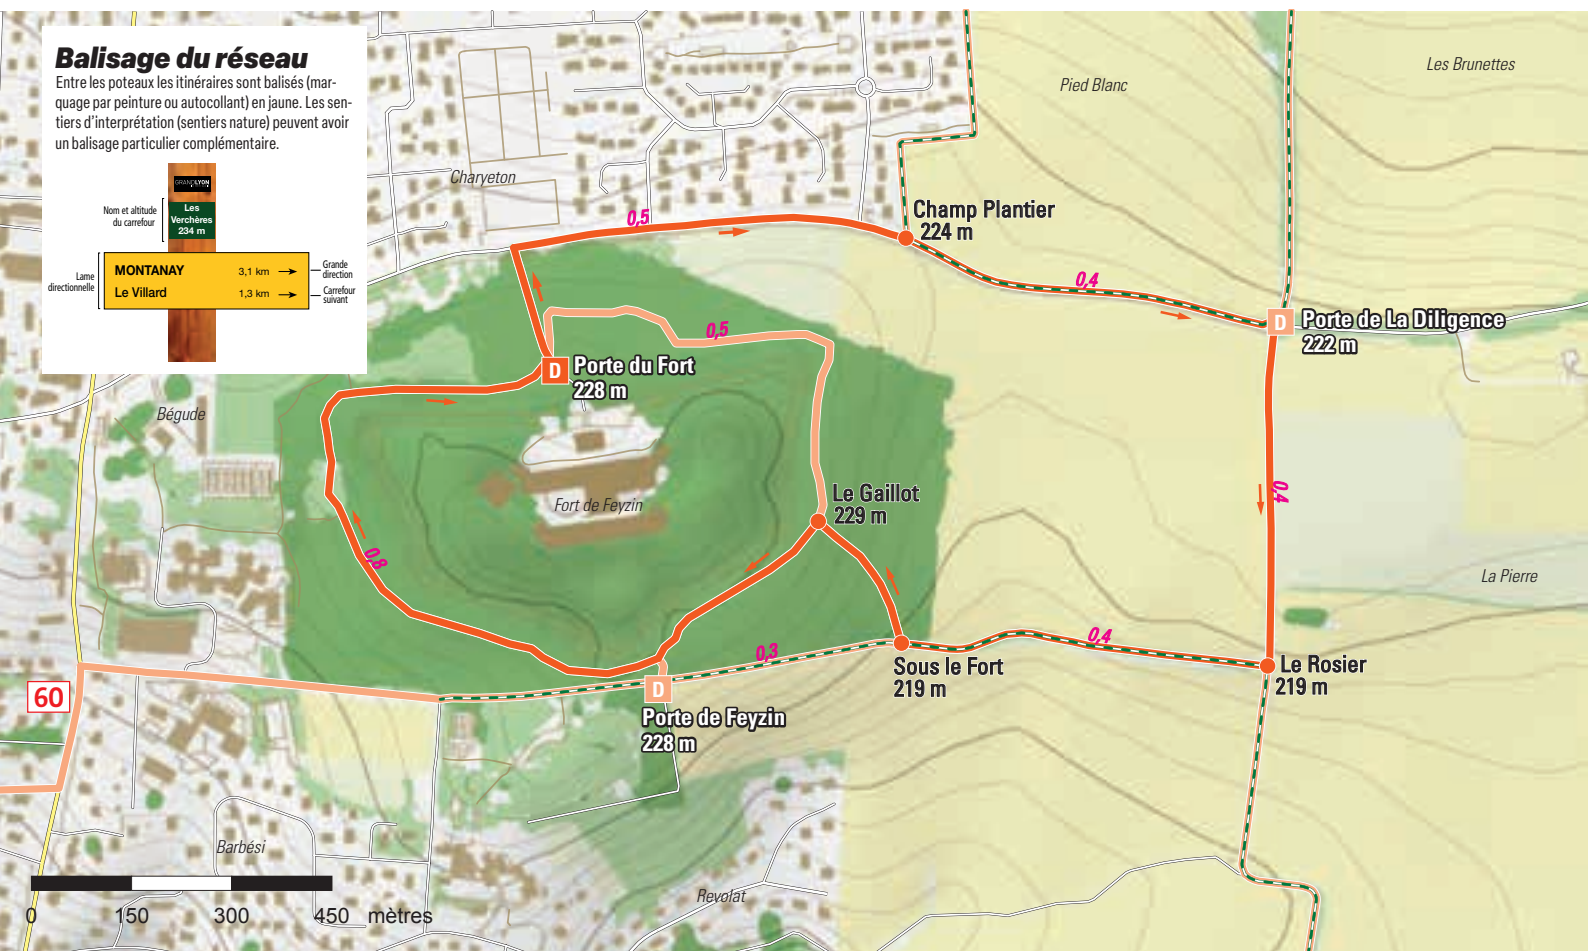 Balisage du réseau
Entre les poteaux les itinéraires sont balisés (mar-
quage par peinture ou autocollant) en jaune. Les sen-
tiers d'interprétation (sentiers nature) peuvent avoir
un balisage particulier complémentaire.
GRANDLYON
Nom et altitude
du carrefour
Les
Verchères
234 m
Lame
directionnelle
MONTANAY 3,1 km
Le Villard 1,3 km
Grande
direction
Carrefour
suivant
Pied Blanc
Les Brunettes
Charyeton
0,5
Champ Plantier
224 m
0,4
Porte de La Diligence
222 m
0,5
D
D
Porte du Fort
228 m
Bégude
Fort de Feyzin
Le Gaillot
229 m
0,4
0,8
La Pierre
0,3
0,4
Sous le Fort
219 m
Le Rosier
219 m
60
D
Porte de Feyzin
228 m
Barbési
Revolat
0 150 300 450 mètres